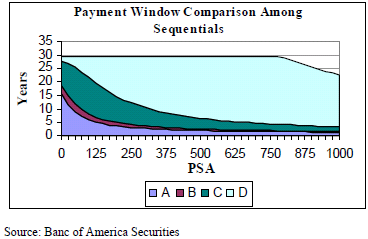 Payment Window Comparison Among
Sequentials
35
30
25
20
15
10
5
0
Years
0 125 250 375 500 625 750 875 1000
PSA
A B C D
Source: Banc of America Securities